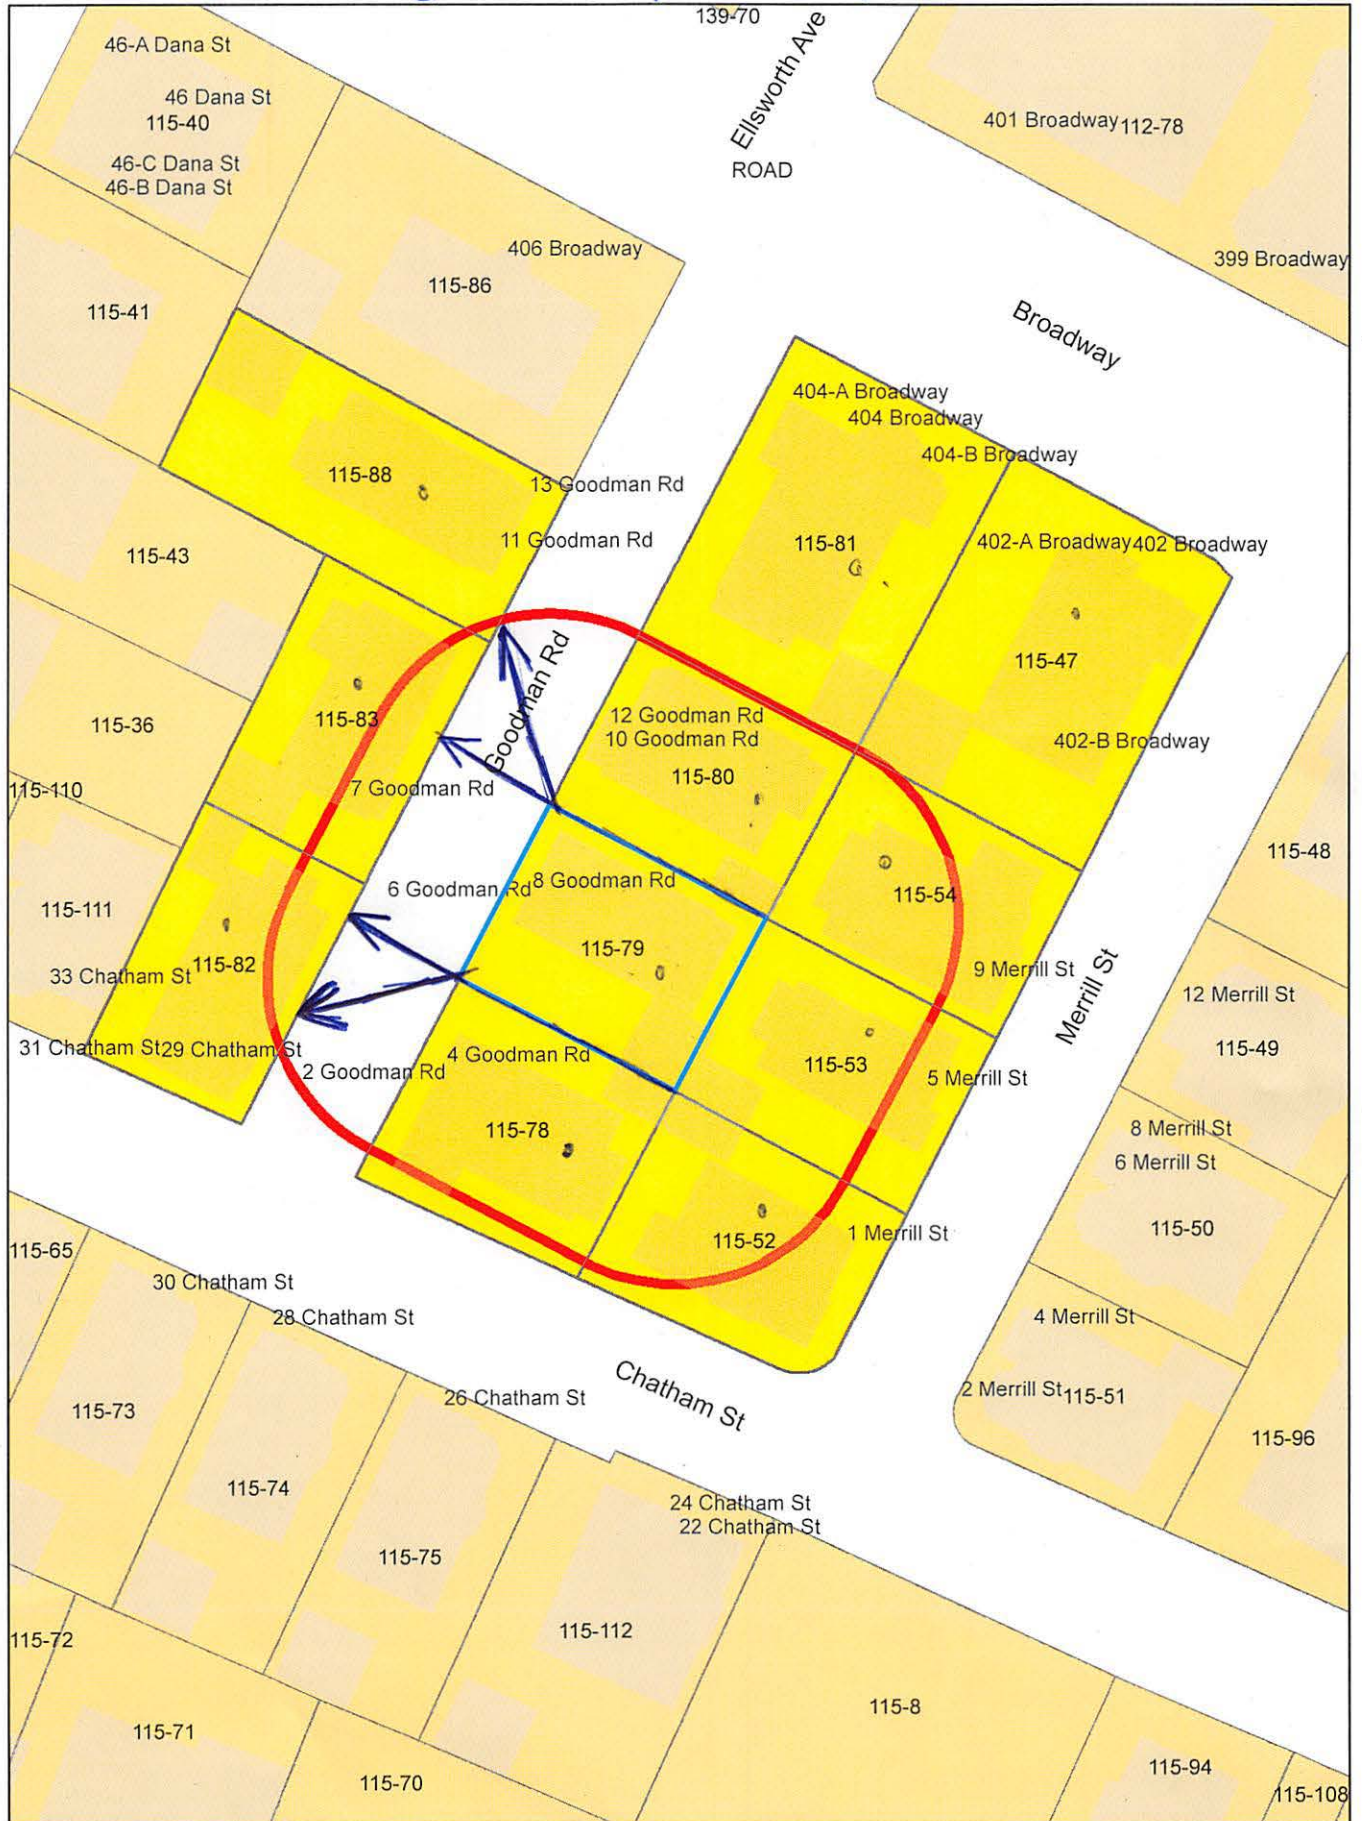 139-70
46-A Dana St
Ellsworth Ave
46 Dana St
115-40
401 Broadway 112-78
46-C Dana St
46-B Dana St
ROAD
406 Broadway
399 Broadway
115-86
115-41
Broadway
404-A Broadway
404 Broadway
404-B Broadway
115-88
13 Goodman Rd
11 Goodman Rd
115-81
402-A Broadway 402 Broadway
115-43
115-47
Goodman Rd
115-83
12 Goodman Rd
10 Goodman Rd
402-B Broadway
115-36
115-80
7 Goodman Rd
115-110
115-48
6 Goodman Rd
8 Goodman Rd
115-54
115-111
115-79
115-82
33 Chatham St
9 Merrill St
Merrill St
12 Merrill St
31 Chatham St 29 Chatham St
4 Goodman Rd
115-49
2 Goodman Rd
115-53
5 Merrill St
115-78
8 Merrill St
6 Merrill St
115-52
1 Merrill St
115-50
115-65
30 Chatham St
28 Chatham St
4 Merrill St
Chatham St
26 Chatham St
2 Merrill St 115-51
115-73
115-96
115-74
24 Chatham St
22 Chatham St
115-75
115-112
115-72
115-8
115-71
115-94
115-70
115-108